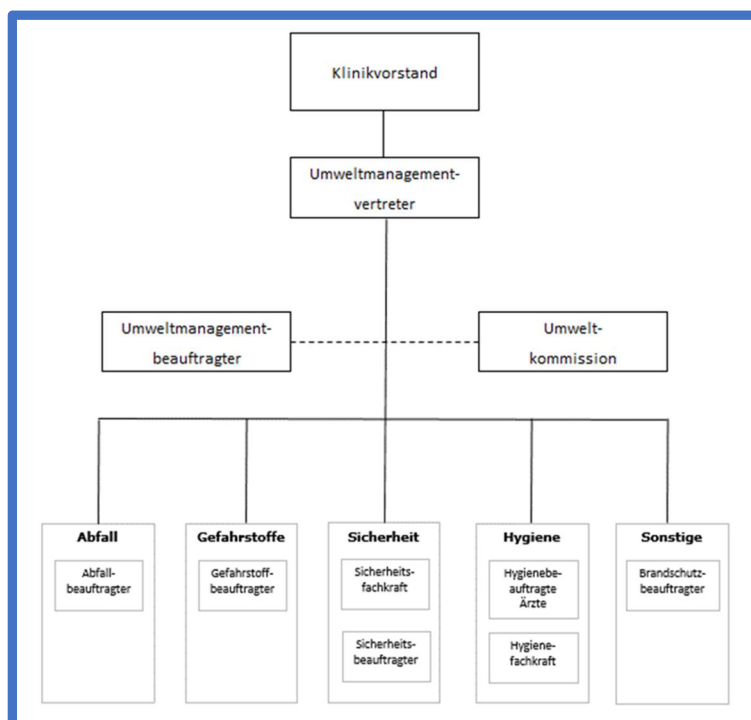 Klinikvorstand
Umweltmanagement-
vertreter
Umweltmanagement-
beauftragter
Umwelt-
kommission
Abfall
Abfall-
beauftragter
Gefahrstoffe
Gefahrstoff-
beauftragter
Sicherheit
Sicherheits-
fachkraft
Sicherheits-
beauftragter
Hygiene
Hygienebe-
auftragte
Ärzte
Hygiene-
fachkraft
Sonstige
Brandschutz-
beauftragter